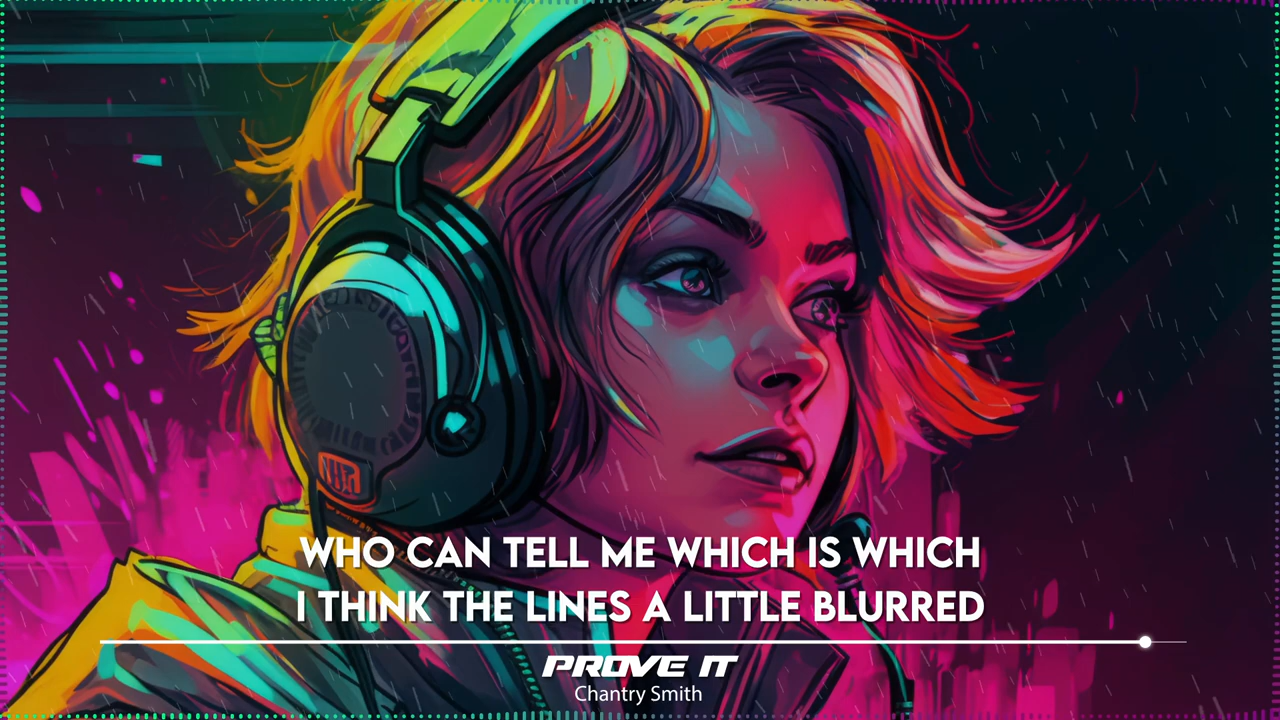 WHO CAN TELL ME WHICH IS WHICH
I THINK THE LINES A LITTLE BLURRED
PROVE IT
Chantry Smith